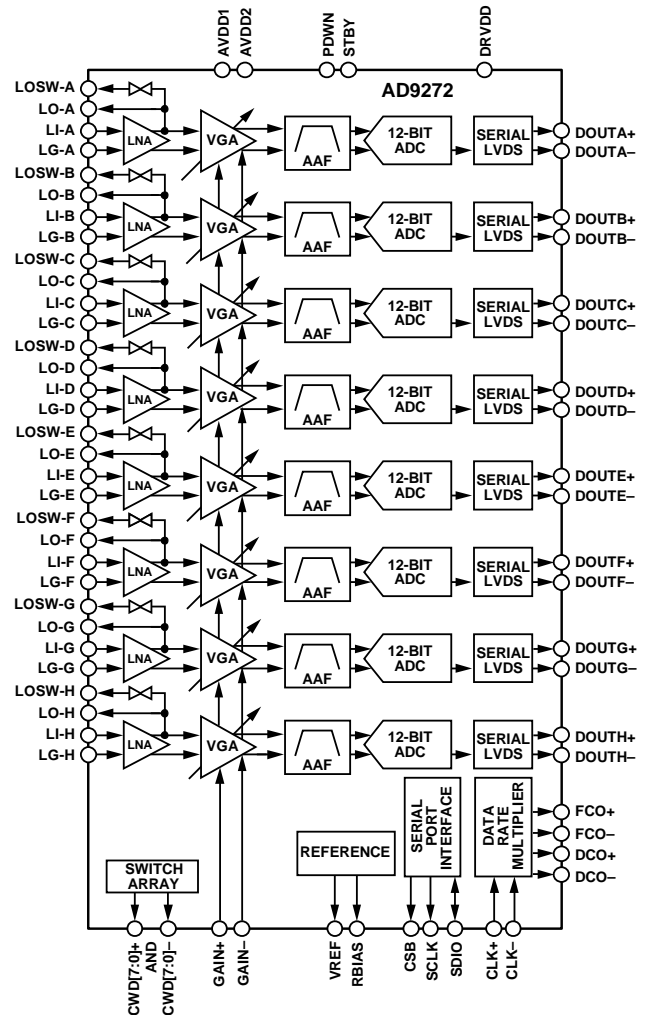 AVDD1
AVDD2
PDWN
STBY
DRVDD
AD9272
LOSW-A
LO-A
LI-A
LG-A
LNA
VGA
AAF
12-BIT
ADC
SERIAL
LVDS
DOUTA+
DOUTA–
LOSW-B
LO-B
LI-B
LG-B
LNA
VGA
AAF
12-BIT
ADC
SERIAL
LVDS
DOUTB+
DOUTB–
LOSW-C
LO-C
LI-C
LG-C
LNA
VGA
AAF
12-BIT
ADC
SERIAL
LVDS
DOUTC+
DOUTC–
LOSW-D
LO-D
LI-D
LG-D
LNA
VGA
AAF
12-BIT
ADC
SERIAL
LVDS
DOUTD+
DOUTD–
LOSW-E
LO-E
LI-E
LG-E
LNA
VGA
AAF
12-BIT
ADC
SERIAL
LVDS
DOUTE+
DOUTE–
LOSW-F
LO-F
LI-F
LG-F
LNA
VGA
AAF
12-BIT
ADC
SERIAL
LVDS
DOUTF+
DOUTF–
LOSW-G
LO-G
LI-G
LG-G
LNA
VGA
AAF
12-BIT
ADC
SERIAL
LVDS
DOUTG+
DOUTG–
LOSW-H
LO-H
LI-H
LG-H
LNA
VGA
AAF
12-BIT
ADC
SERIAL
LVDS
DOUTH+
DOUTH–
SWITCH
ARRAY
REFERENCE
SERIAL
PORT
INTERFACE
DATA
RATE
MULTIPLIER
FCO+
FCO–
DCO+
DCO–
CWD[7:0]+
AND
CWD[7:0]–
GAIN+
GAIN–
VREF
RBIAS
CSB
SCLK
SDIO
CLK+
CLK–